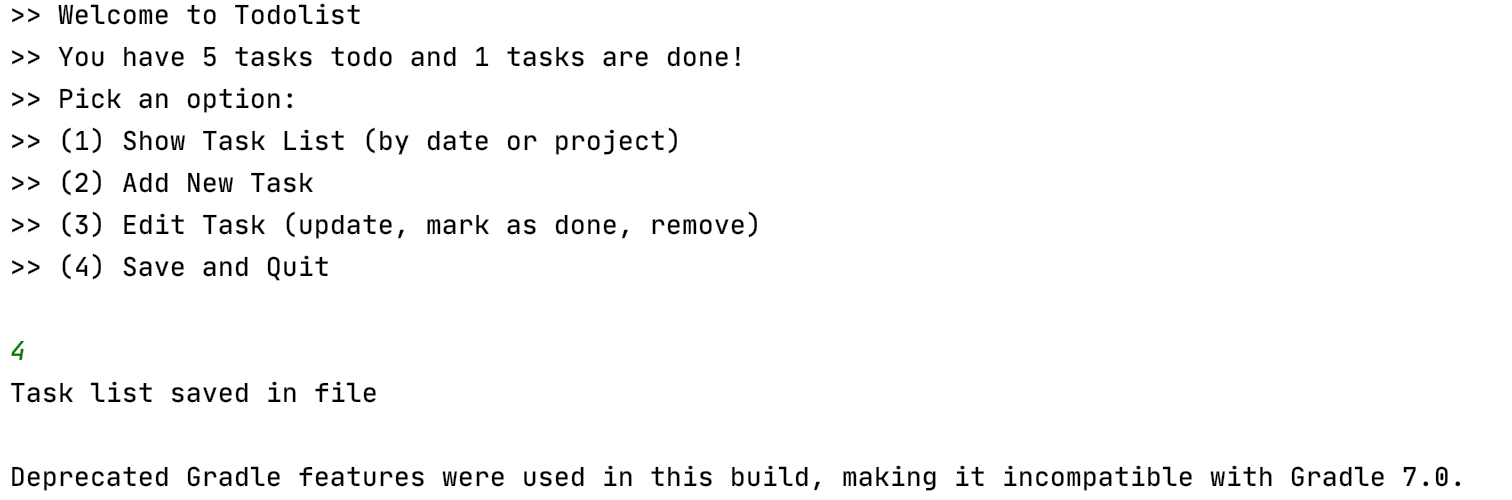 >> Welcome to Todolist
>> You have 5 tasks todo and 1 tasks are done!
>> Pick an option:
>> (1) Show Task List (by date or project)
>> (2) Add New Task
>> (3) Edit Task (update, mark as done, remove)
>> (4) Save and Quit
4
Task list saved in file
Deprecated Gradle features were used in this build, making it incompatible with Gradle 7.0.